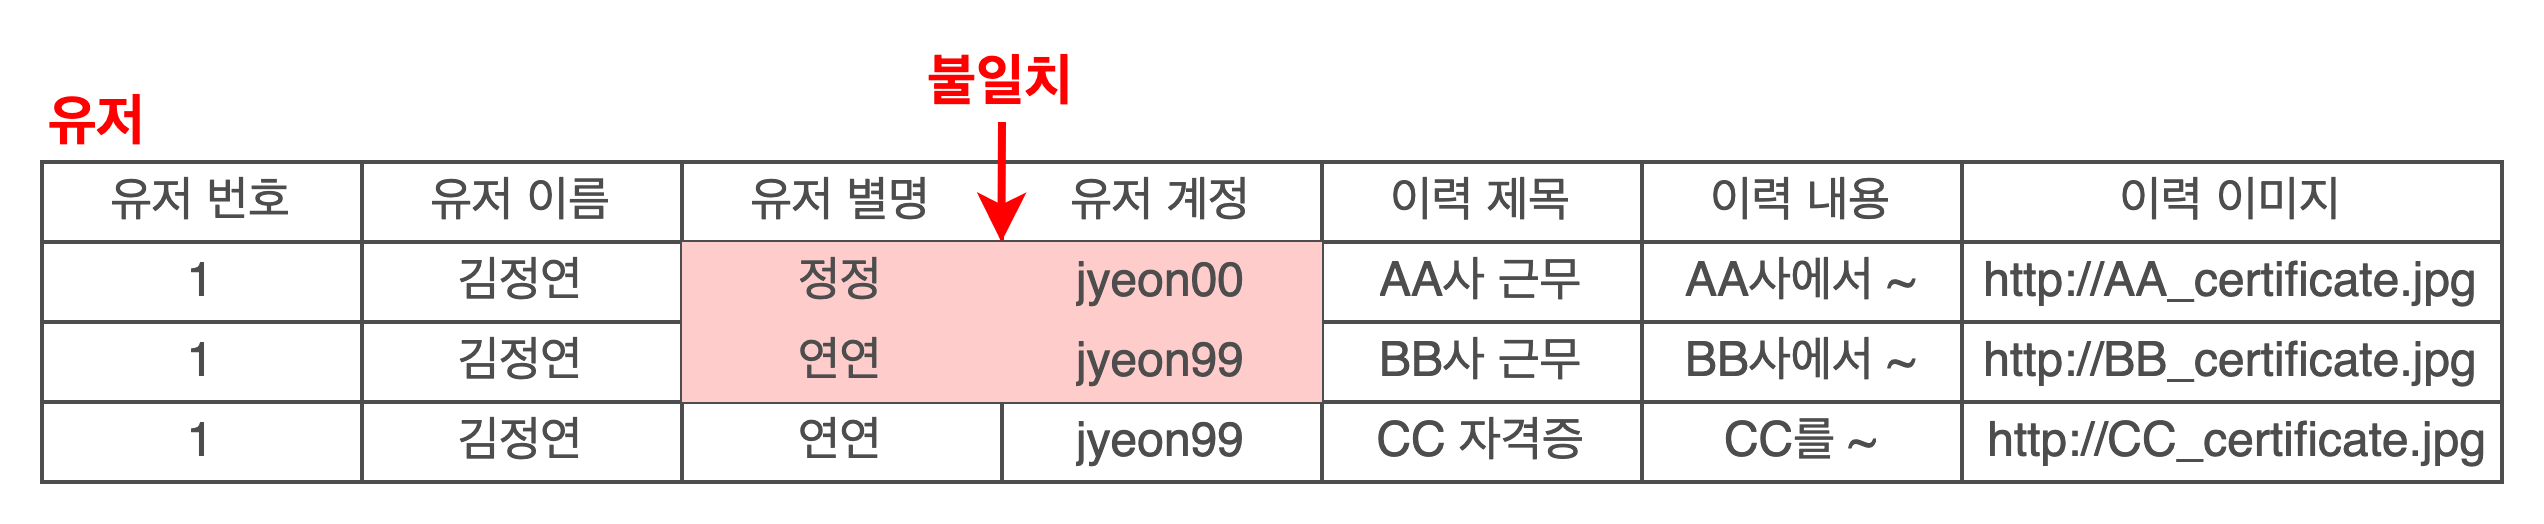 불일치
유저
유저 번호 유저 이름 유저 별명 유저 계정 이력 제목 이력 내용 이력 이미지
1 김정연 정정 jyeon00 AA사 근무 AA사에서 ~ http://AA_certificate.jpg
1 김정연 연연 jyeon99 BB사 근무 BB사에서 ~ http://BB_certificate.jpg
1 김정연 연연 jyeon99 CC 자격증 CC를 ~ http://CC_certificate.jpg